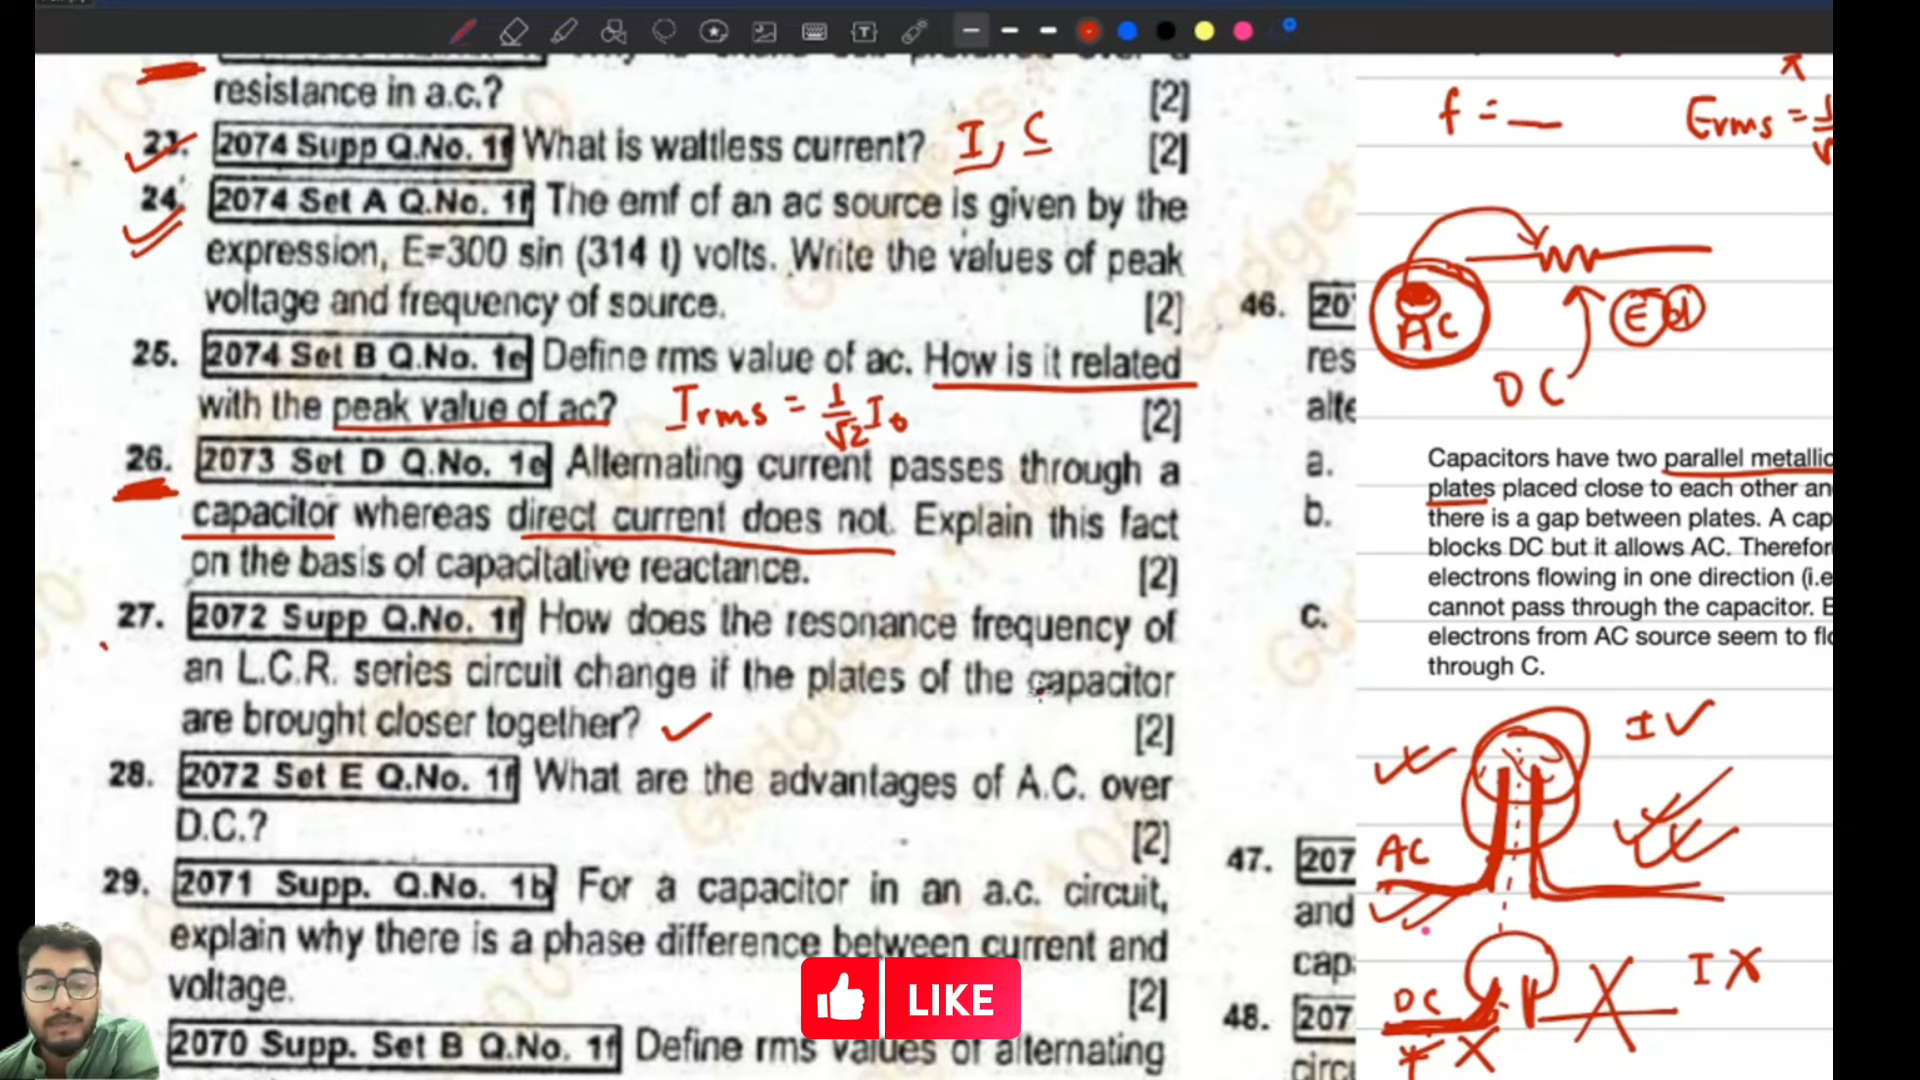 resistance in a.c.? [2]
23. 2074 Supp Q.No. 1f What is wattless current? I, C [2]
24. 2074 Set A Q.No. 1f The emf of an ac source is given by the
expression, E=300 sin (314 t) volts. Write the values of peak
voltage and frequency of source. [2]
25. 2074 Set B Q.No. 1e Define rms value of ac. How is it related
with the peak value of ac? Irms = 1/√2 I0 [2]
26. 2073 Set D Q.No. 1e Alternating current passes through a
capacitor whereas direct current does not. Explain this fact
on the basis of capacitative reactance. [2]
27. 2072 Supp Q.No. 1f How does the resonance frequency of
an L.C.R. series circuit change if the plates of the capacitor
are brought closer together? [2]
28. 2072 Set E Q.No. 1f What are the advantages of A.C. over
D.C.? [2]
29. 2071 Supp. Q.No. 1b For a capacitor in an a.c. circuit,
explain why there is a phase difference between current and
voltage. [2]
2070 Supp. Set B Q.No. 1f Define rms values of alternating
LIKE
46. 20
res
alte
a.
b.
c.
47. 207
and
cap
48. 207
circu
f = __
Erms = 1/√
AC
E
DC
Capacitors have two parallel metallic
plates placed close to each other an
there is a gap between plates. A cap
blocks DC but it allows AC. Therefor
electrons flowing in one direction (i.e
cannot pass through the capacitor. B
electrons from AC source seem to flo
through C.
I ✓
AC
DC
I X
X